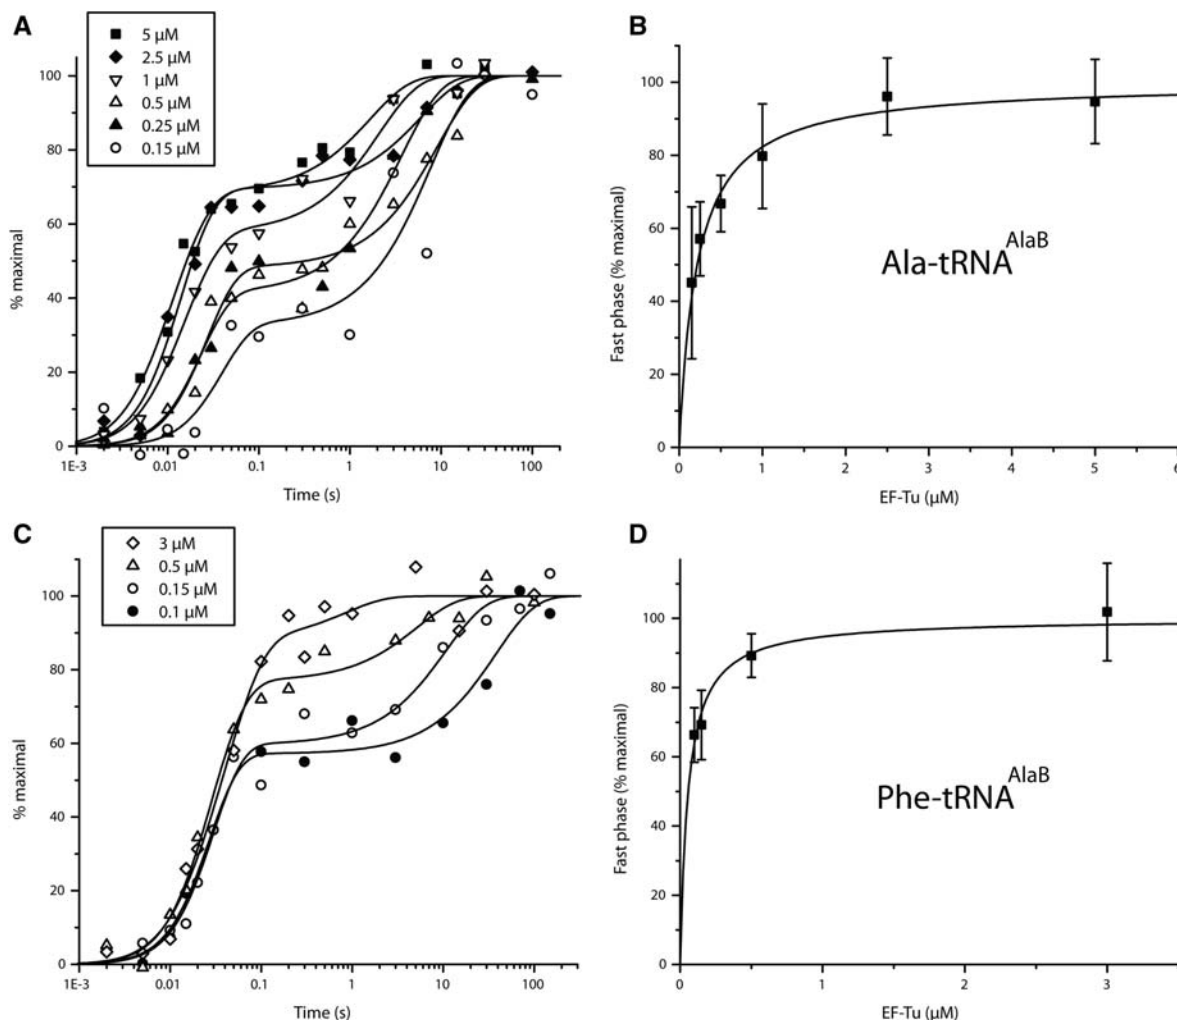 A
5 µM
2.5 µM
1 µM
0.5 µM
0.25 µM
0.15 µM
100
80
60
40
20
0
% maximal
1E-3 0.01 0.1 1 10 100
Time (s)
B
100
80
60
40
20
0
Fast phase (% maximal)
Ala-tRNA^AlaB
0 1 2 3 4 5 6
EF-Tu (µM)
C
3 µM
0.5 µM
0.15 µM
0.1 µM
100
80
60
40
20
0
% maximal
1E-3 0.01 0.1 1 10 100
Time (s)
D
100
80
60
40
20
0
Fast phase (% maximal)
Phe-tRNA^AlaB
0 1 2 3
EF-Tu (µM)